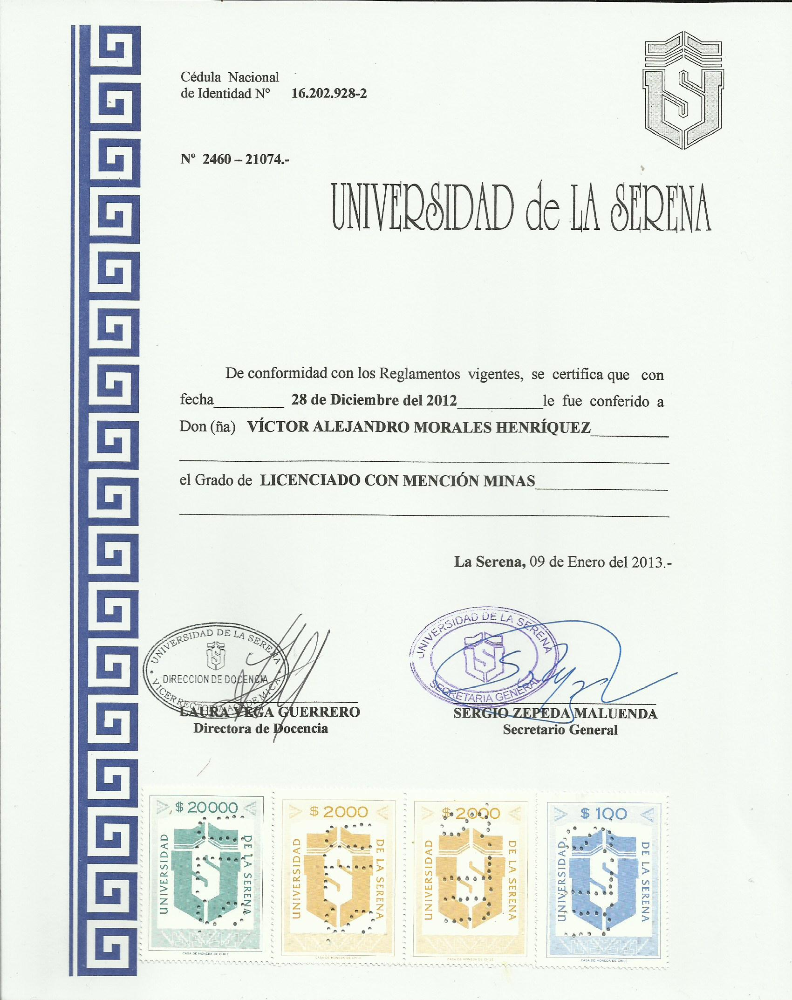 Cédula Nacional
de Identidad Nº 16.202.928-2
Nº 2460 – 21074.-
UNIVERSIDAD de LA SERENA
De conformidad con los Reglamentos vigentes, se certifica que con
fecha_________ 28 de Diciembre del 2012___________le fue conferido a
Don (ña) VÍCTOR ALEJANDRO MORALES HENRÍQUEZ__________
el Grado de LICENCIADO CON MENCIÓN MINAS_________________
La Serena, 09 de Enero del 2013.-
UNIVERSIDAD DE LA SERENA
DIRECCION DE DOCENCIA
VICERRECTORIA ACADEMICA
UNIVERSIDAD DE LA SERENA
SECRETARIA GENERAL
LAURA VEGA GUERRERO
Directora de Docencia
SERGIO ZEPEDA MALUENDA
Secretario General
$ 20000
UNIVERSIDAD DE LA SERENA
CASA DE MONEDA DE CHILE
$ 2000
UNIVERSIDAD DE LA SERENA
CASA DE MONEDA DE CHILE
$ 2000
UNIVERSIDAD DE LA SERENA
CASA DE MONEDA DE CHILE
$ 100
UNIVERSIDAD DE LA SERENA
CASA DE MONEDA DE CHILE